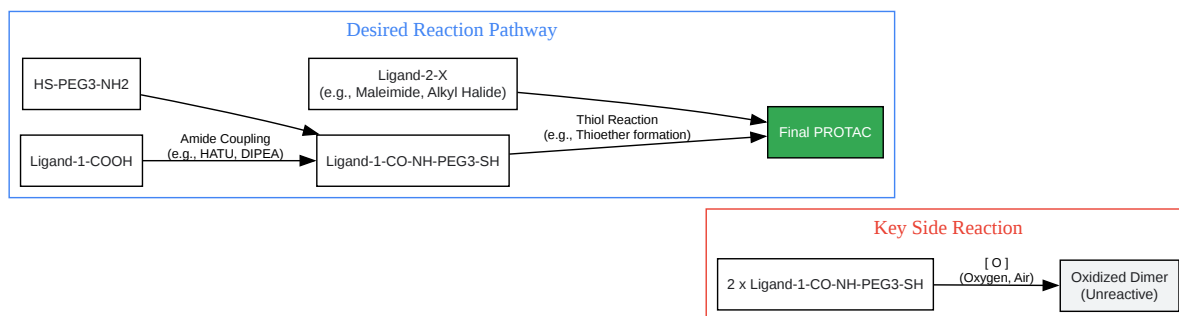 Desired Reaction Pathway
HS-PEG3-NH2
Ligand-2-X
(e.g., Maleimide, Alkyl Halide)
Ligand-1-COOH
Amide Coupling
(e.g., HATU, DIPEA)
Ligand-1-CO-NH-PEG3-SH
Thiol Reaction
(e.g., Thioether formation)
Final PROTAC
Key Side Reaction
2 x Ligand-1-CO-NH-PEG3-SH
[ O ]
(Oxygen, Air)
Oxidized Dimer
(Unreactive)